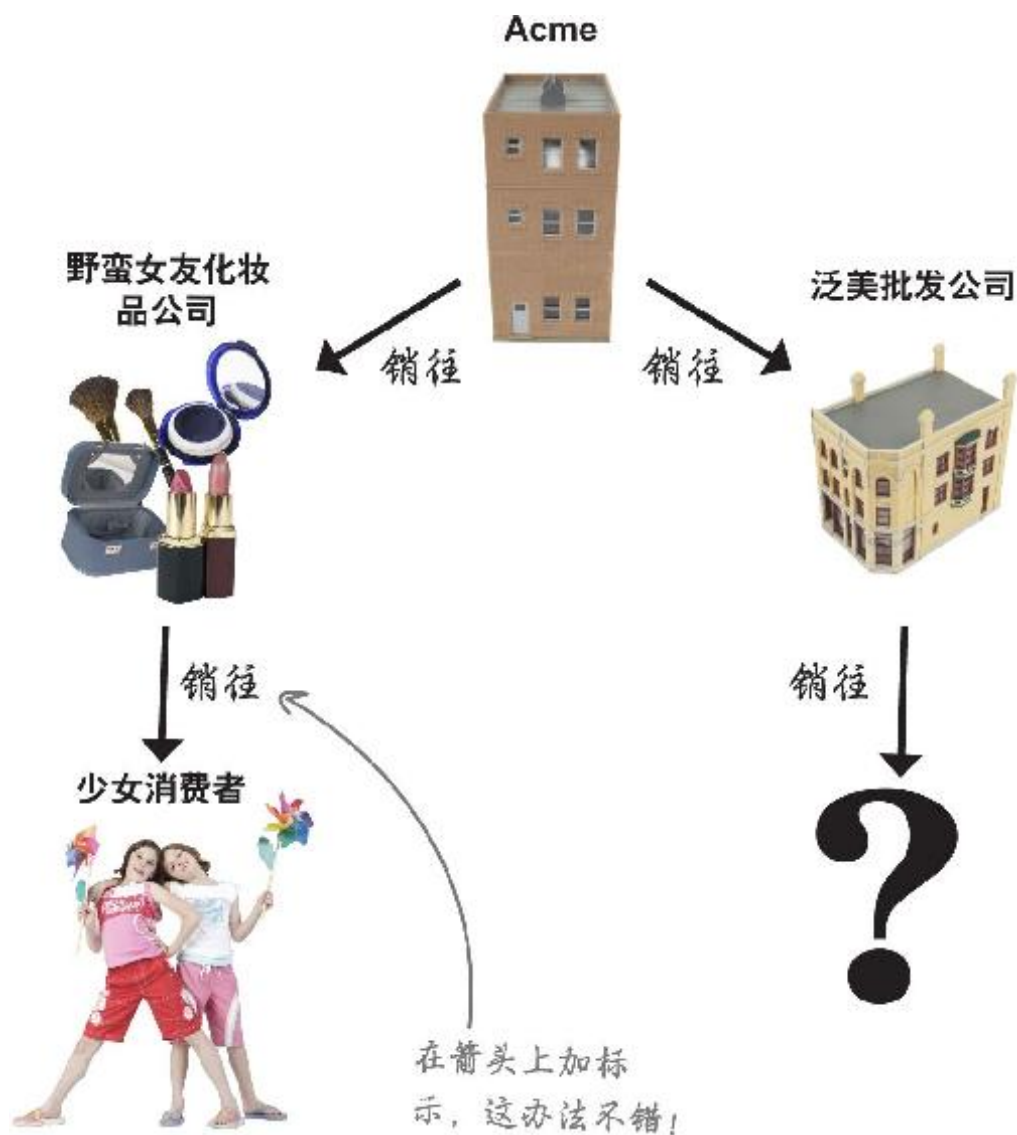 Acme
野蛮女友化妆
品公司
泛美批发公司
销往
销往
销往
销往
少女消费者
在箭头上加标
示，这办法不错！
?